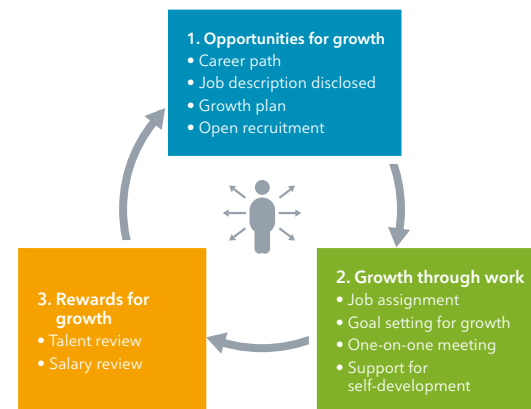 1. Opportunities for growth
• Career path
• Job description disclosed
• Growth plan
• Open recruitment
2. Growth through work
• Job assignment
• Goal setting for growth
• One-on-one meeting
• Support for
self-development
3. Rewards for
growth
• Talent review
• Salary review